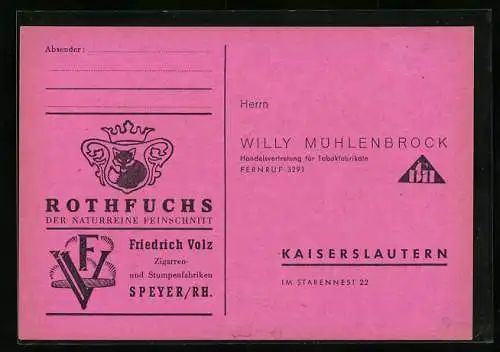 Absender:
ROTHFUCHS
DER NATURREINE FEINSCHNITT
Friedrich Volz
Zigarren-
und Stumpenfabriken
SPEYER/RH.
Herrn
WILLY MÜHLENBROCK
Handelsvertretung für Tabakfabrikate
FERNRUF 3291
KAISERSLAUTERN
IM STARENNEST 22